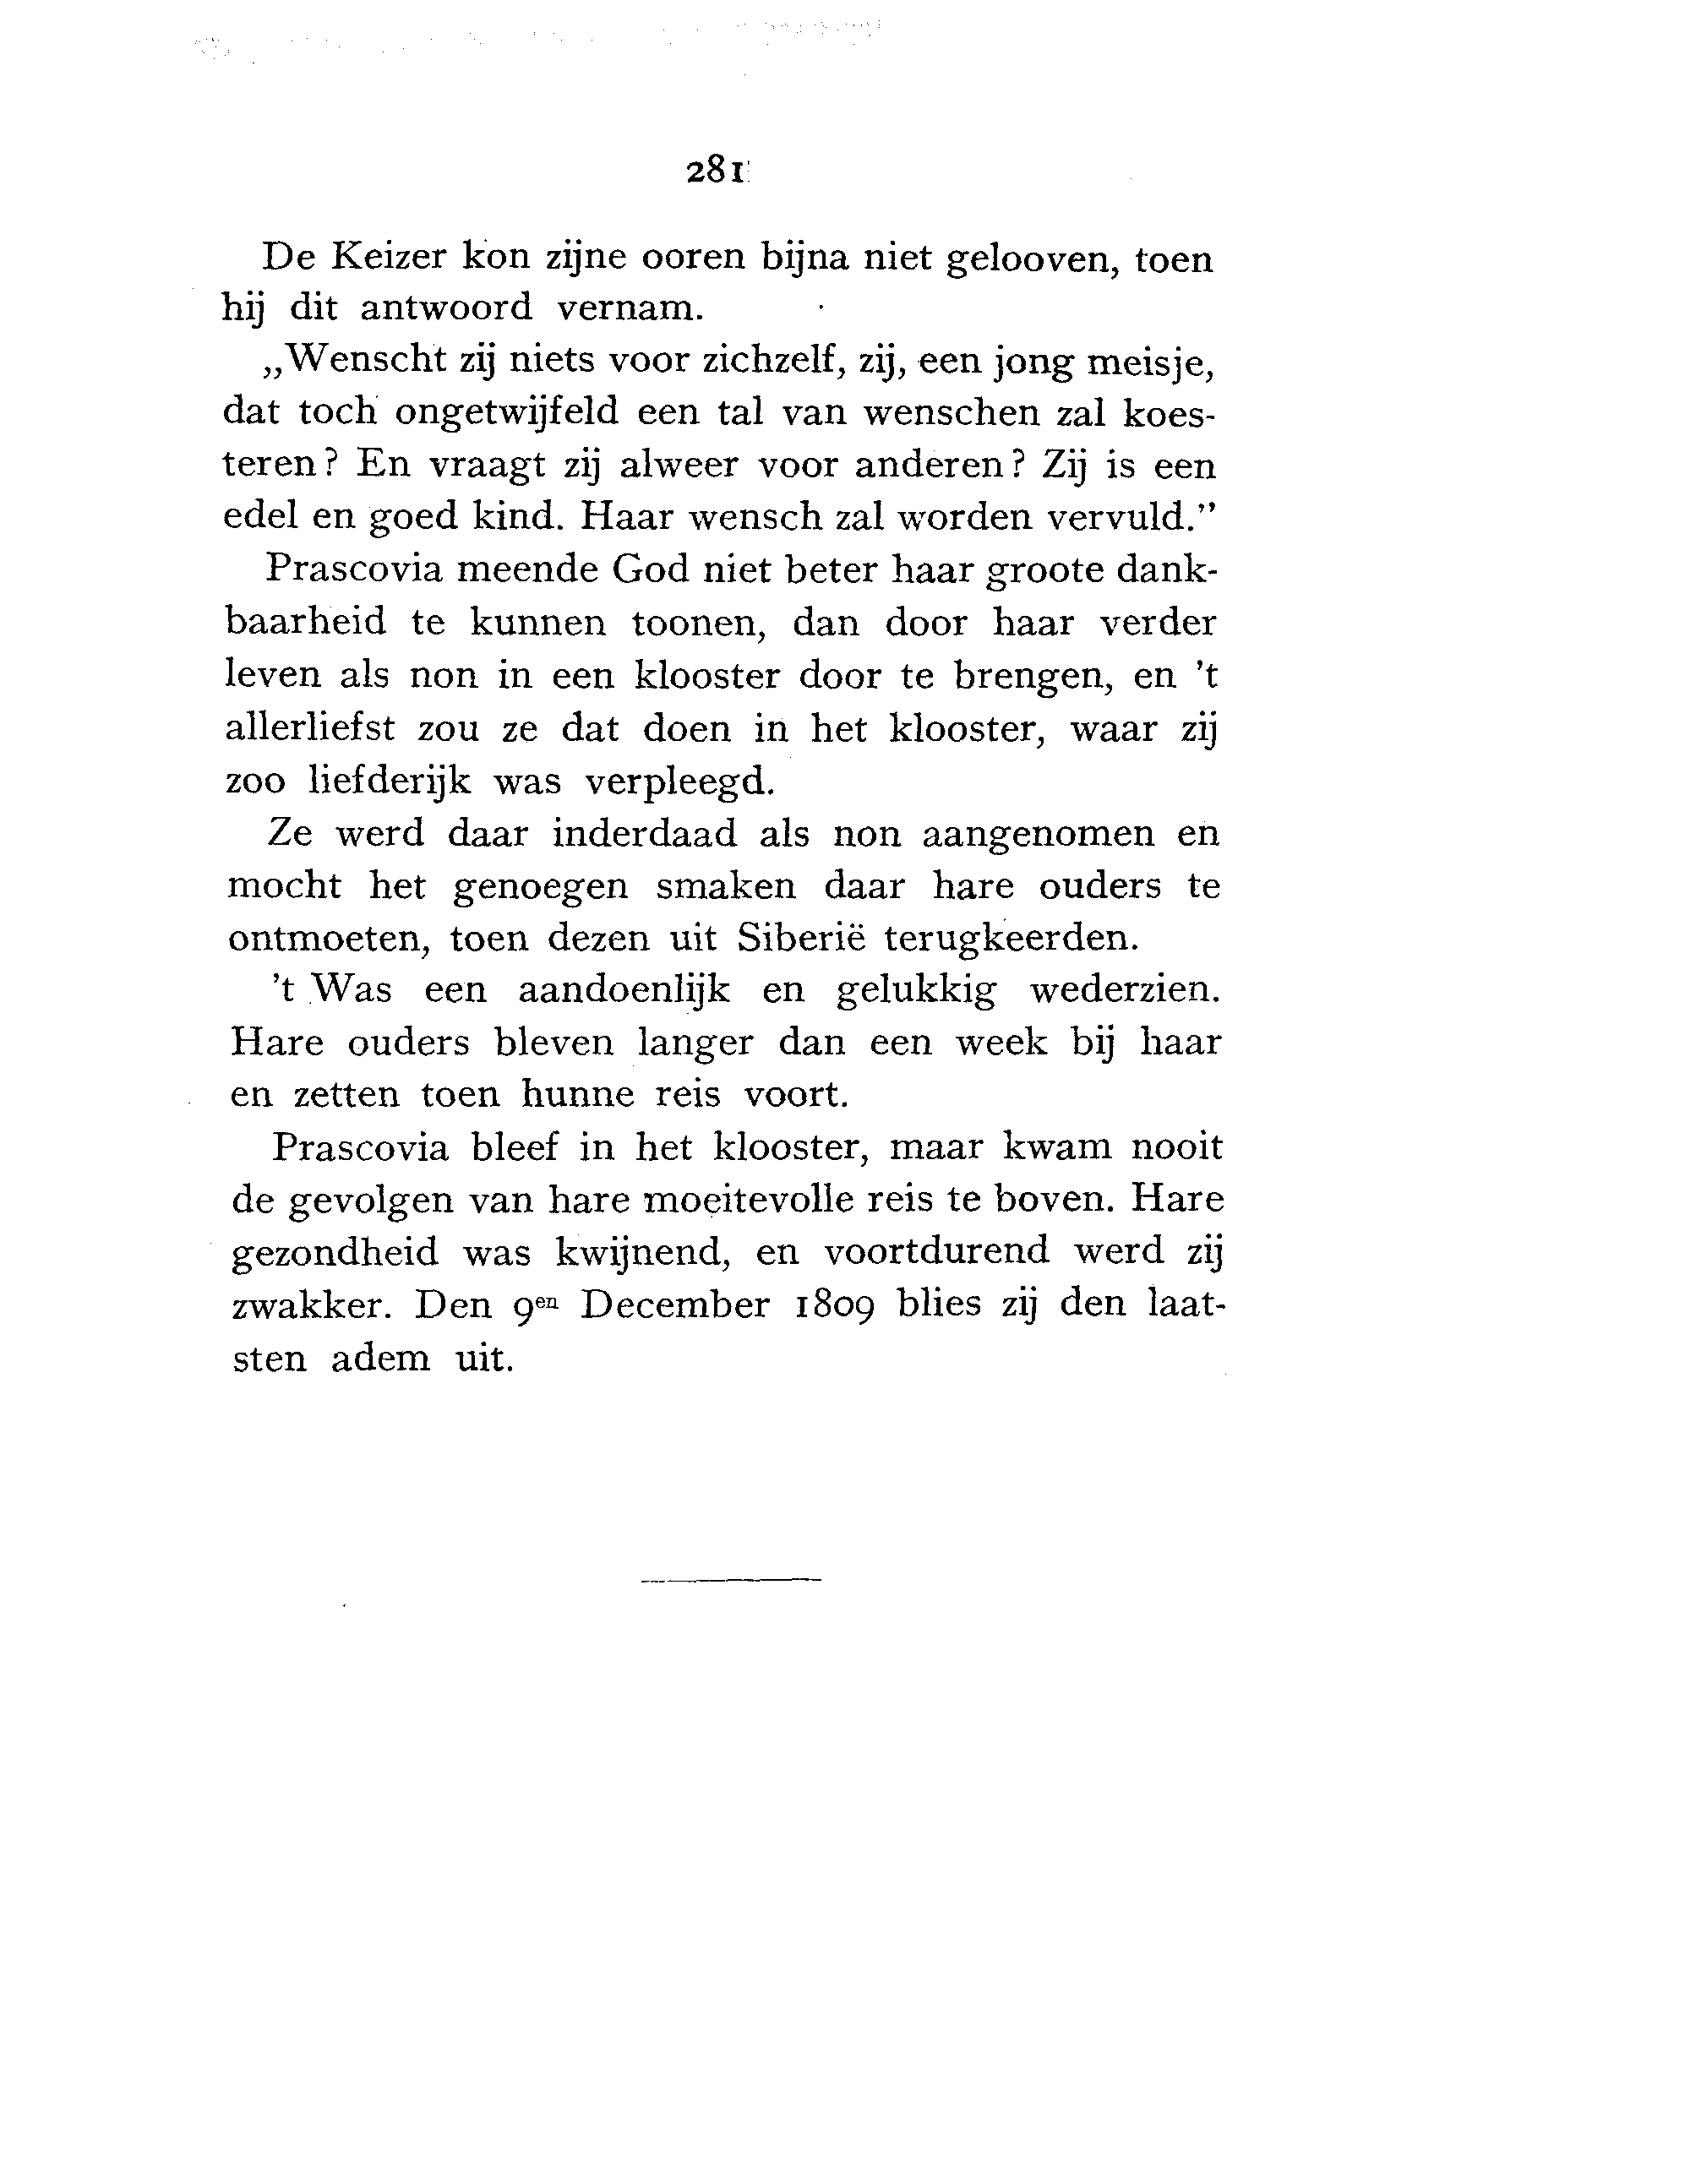 281
De Keizer kon zijne ooren bijna niet gelooven, toen
hij dit antwoord vernam.
„Wenscht zij niets voor zichzelf, zij, een jong meisje,
dat toch ongetwijfeld een tal van wenschen zal koes-
teren? En vraagt zij alweer voor anderen? Zij is een
edel en goed kind. Haar wensch zal worden vervuld.”
Prascovia meende God niet beter haar groote dank-
baarheid te kunnen toonen, dan door haar verder
leven als non in een klooster door te brengen, en 't
allerliefst zou ze dat doen in het klooster, waar zij
zoo liefderijk was verpleegd.
Ze werd daar inderdaad als non aangenomen en
mocht het genoegen smaken daar hare ouders te
ontmoeten, toen dezen uit Siberië terugkeerden.
't Was een aandoenlijk en gelukkig wederzien.
Hare ouders bleven langer dan een week bij haar
en zetten toen hunne reis voort.
Prascovia bleef in het klooster, maar kwam nooit
de gevolgen van hare moeitevolle reis te boven. Hare
gezondheid was kwijnend, en voortdurend werd zij
zwakker. Den 9en December 1809 blies zij den laat-
sten adem uit.